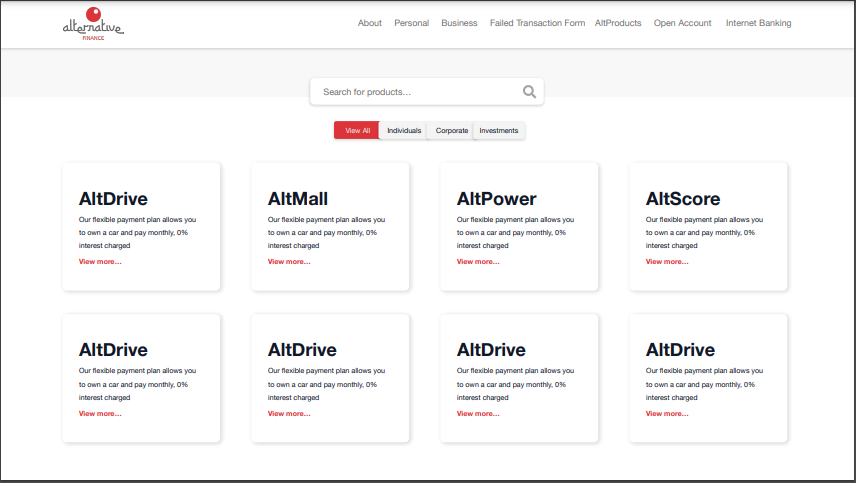 alternative
FINANCE
About Personal Business Failed Transaction Form AltProducts Open Account Internet Banking
Search for products...
View All Individuals Corporate Investments
AltDrive
Our flexible payment plan allows you
to own a car and pay monthly, 0%
interest charged
View more...
AltMall
Our flexible payment plan allows you
to own a car and pay monthly, 0%
interest charged
View more...
AltPower
Our flexible payment plan allows you
to own a car and pay monthly, 0%
interest charged
View more...
AltScore
Our flexible payment plan allows you
to own a car and pay monthly, 0%
interest charged
View more...
AltDrive
Our flexible payment plan allows you
to own a car and pay monthly, 0%
interest charged
View more...
AltDrive
Our flexible payment plan allows you
to own a car and pay monthly, 0%
interest charged
View more...
AltDrive
Our flexible payment plan allows you
to own a car and pay monthly, 0%
interest charged
View more...
AltDrive
Our flexible payment plan allows you
to own a car and pay monthly, 0%
interest charged
View more...